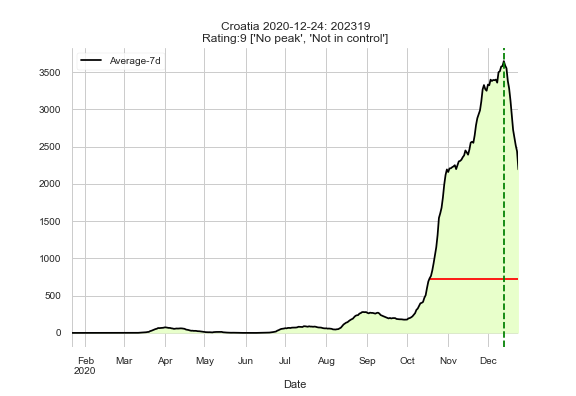 Croatia 2020-12-24: 202319
Rating:9 ['No peak', 'Not in control']
Average-7d
3500
3000
2500
2000
1500
1000
500
0
Feb Mar Apr May Jun Jul Aug Sep Oct Nov Dec
2020
Date